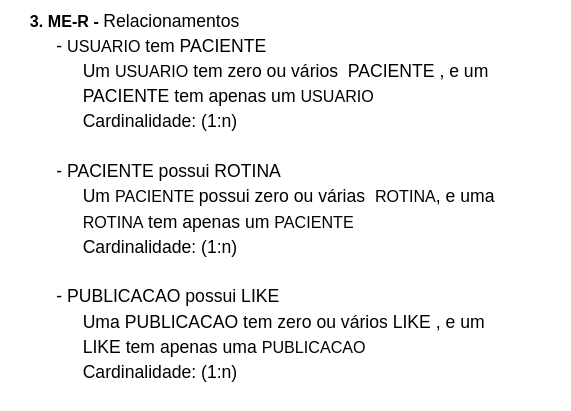 3. ME-R - Relacionamentos
- USUARIO tem PACIENTE
Um USUARIO tem zero ou vários PACIENTE , e um
PACIENTE tem apenas um USUARIO
Cardinalidade: (1:n)
- PACIENTE possui ROTINA
Um PACIENTE possui zero ou várias ROTINA, e uma
ROTINA tem apenas um PACIENTE
Cardinalidade: (1:n)
- PUBLICACAO possui LIKE
Uma PUBLICACAO tem zero ou vários LIKE , e um
LIKE tem apenas uma PUBLICACAO
Cardinalidade: (1:n)